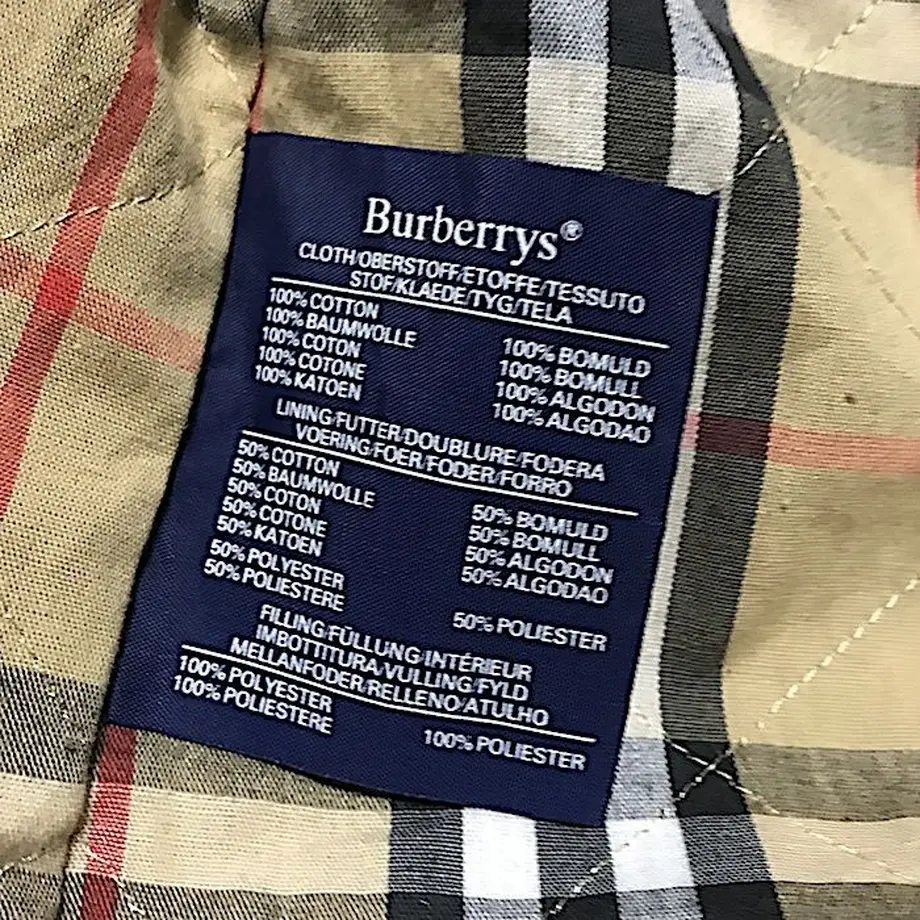 Burberrys®
CLOTH/OBERSTOFF/ETOFFE/TESSUTO
STOF/KLAEDE/TYG/TELA
100% COTTON
100% BAUMWOLLE
100% COTON
100% COTONE
100% KATOEN
100% BOMULD
100% BOMULL
100% ALGODON
100% ALGODAO
LINING/FUTTER/DOUBLURE/FODERA
VOERING/FOER/FODER/FORRO
50% COTTON
50% BAUMWOLLE
50% COTON
50% COTONE
50% KATOEN
50% POLYESTER
50% POLIESTERE
50% BOMULD
50% BOMULL
50% ALGODON
50% ALGODAO
50% POLIESTER
FILLING/FÜLLUNG/INTÉRIEUR
IMBOTTITURA/VULLING/FYLD
MELLANFODER/RELLENO/ATULHO
100% POLYESTER
100% POLIESTERE
100% POLIESTER